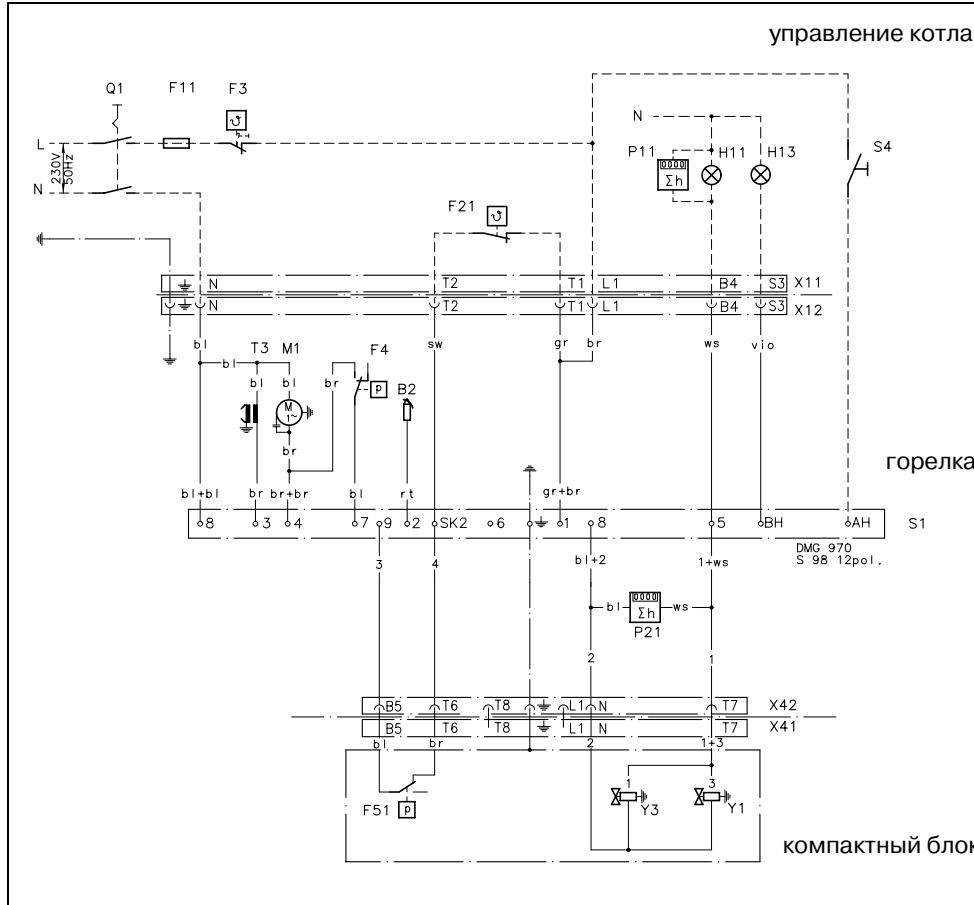 управление котла
Q1 F11 F3
N
L
P11 H11 H13 S4
0000
Σh
230V
50Hz
N
F21
ϑ
ϑ
N T2 T1 L1 B4 S3 X11
N T2 T1 L1 B4 S3 X12
bl sw gr br ws vio
bl T3 M1 F4
bl bl br P B2
M
1~
br
горелка
bl+bl br br+br bl rt gr+br
8 3 4 7 9 2 SK2 6 1 8 5 BH AH S1
DMG 970
S 98 12pol.
3 4 bl+2 1+ws
bl 0000 ws
Σh
P21
2 1
B5 T6 T8 L1 N T7 X42
B5 T6 T8 L1 N T7 X41
bl br 2 1+3
1 3
F51 P Y3 Y1
компактный блок